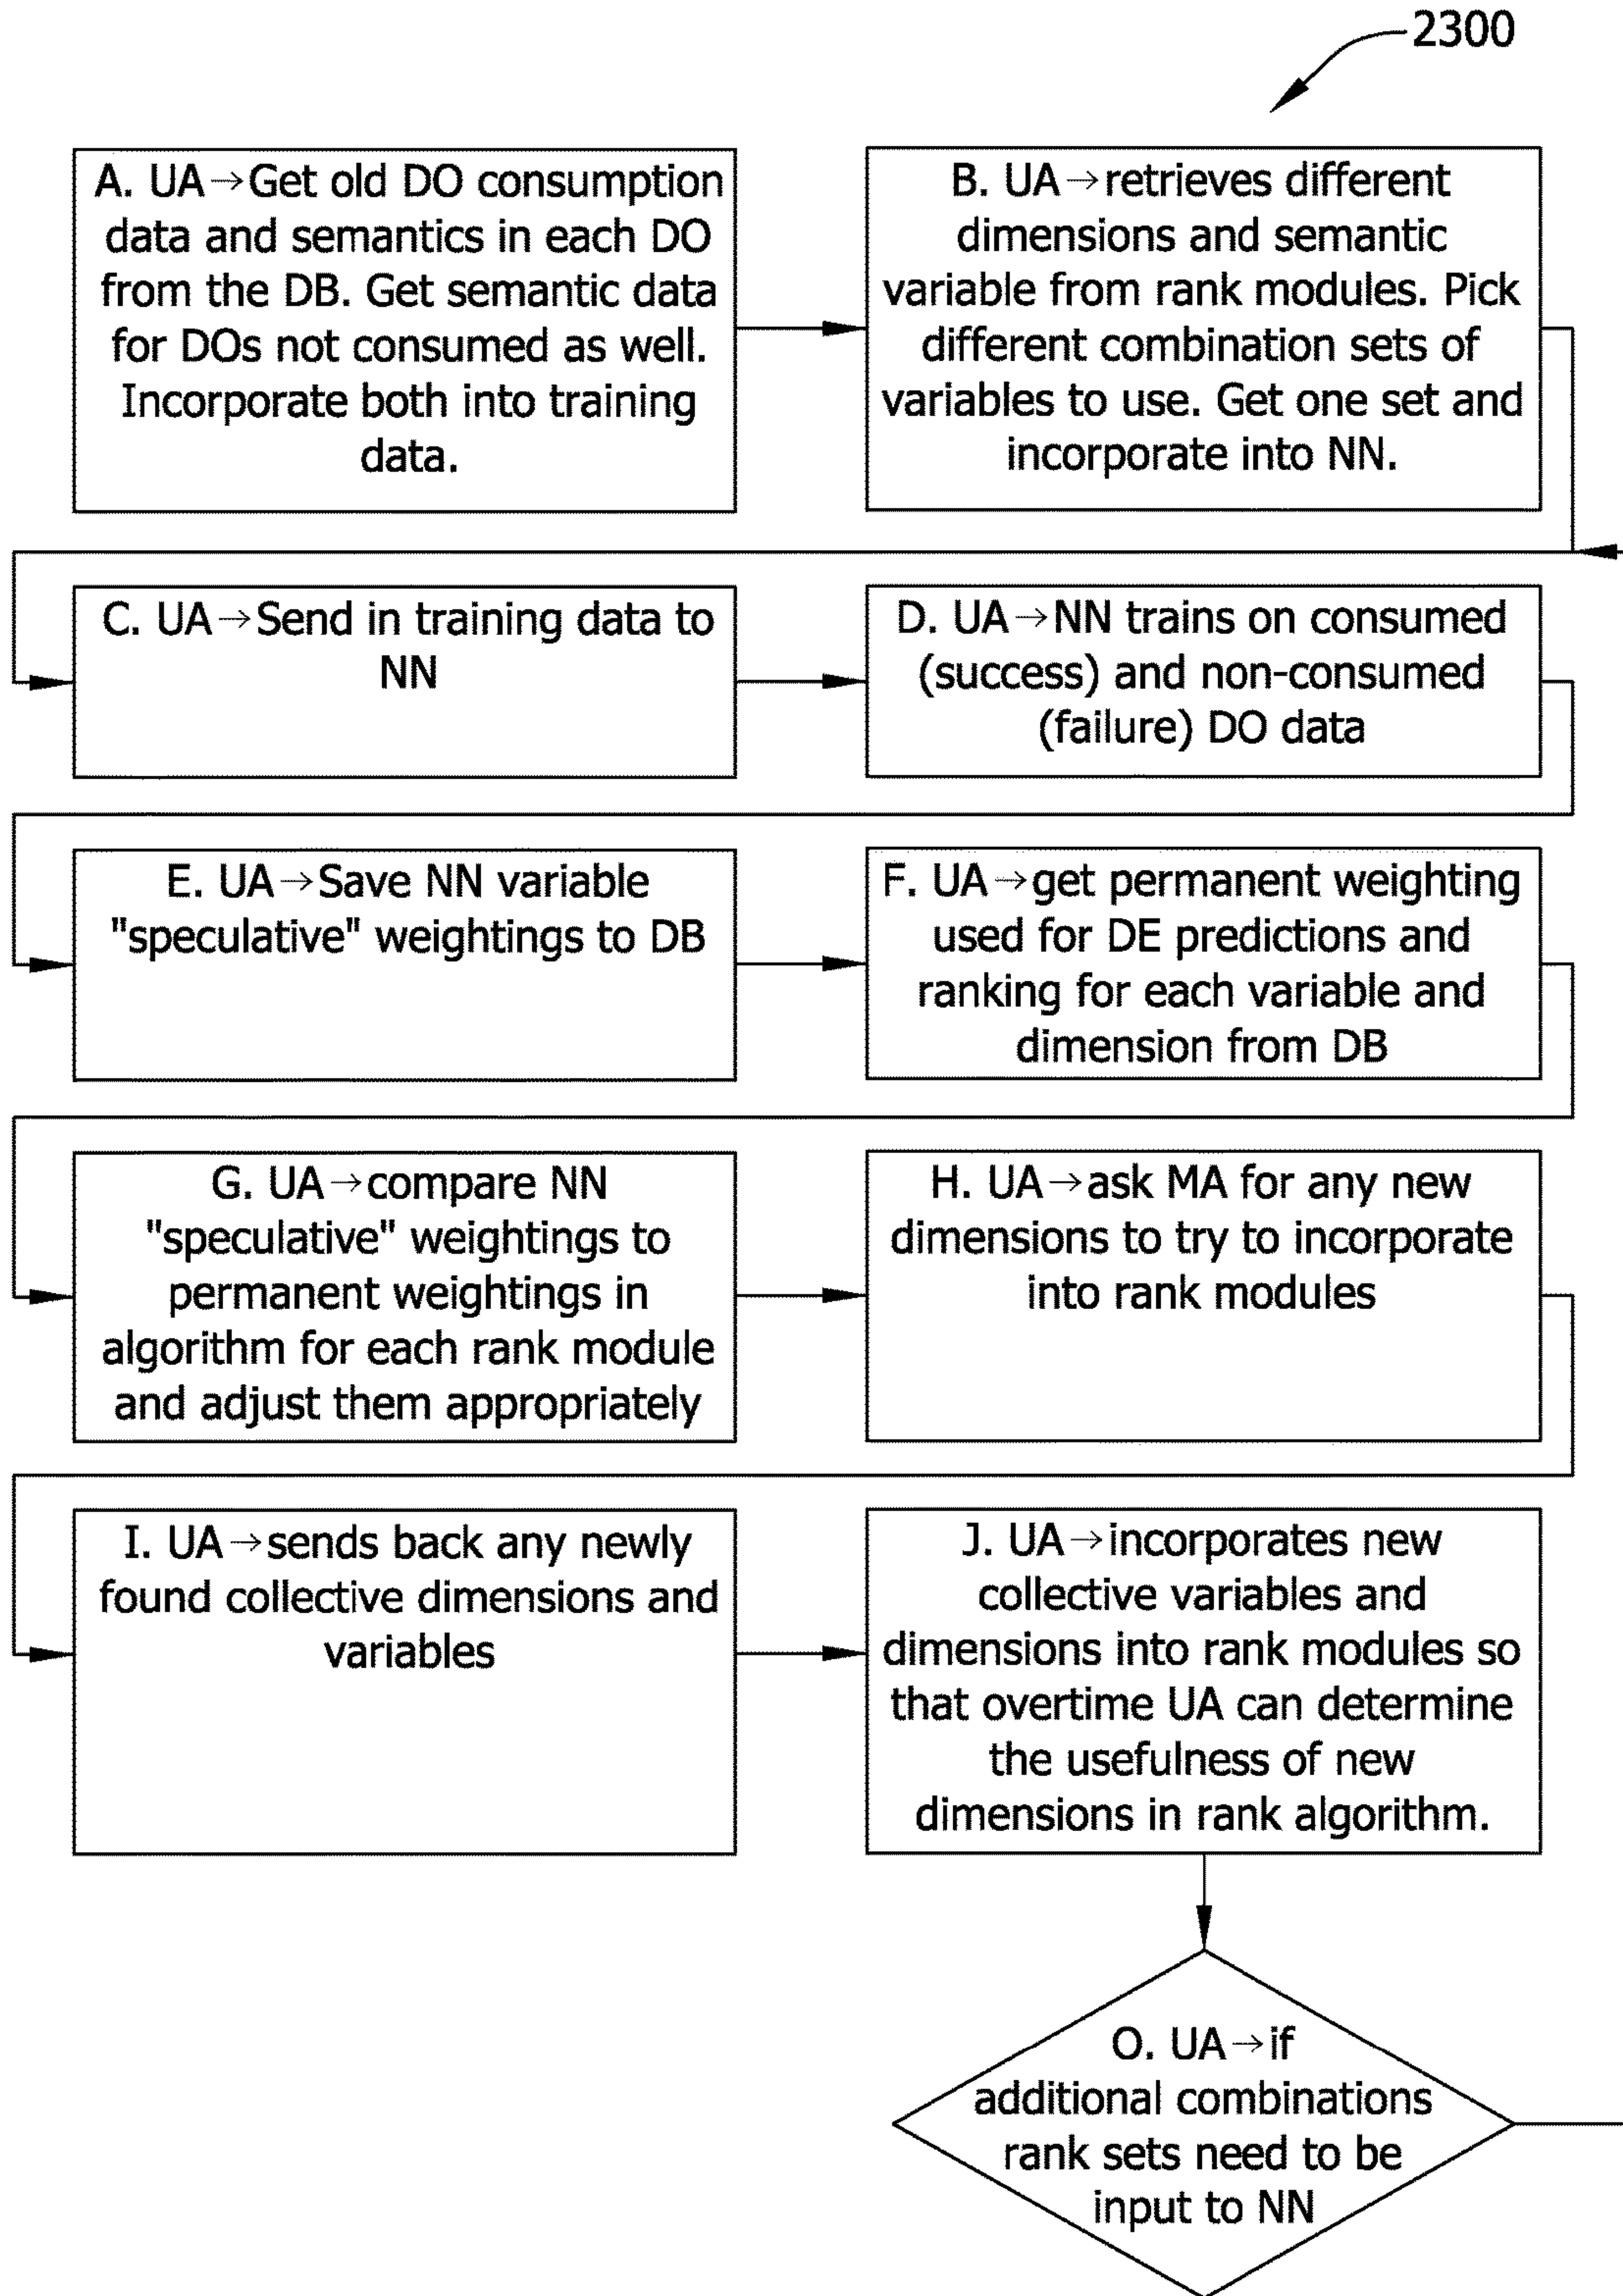 2300
A. UA→Get old DO consumption
data and semantics in each DO
from the DB. Get semantic data
for DOs not consumed as well.
Incorporate both into training
data.
B. UA→retrieves different
dimensions and semantic
variable from rank modules. Pick
different combination sets of
variables to use. Get one set and
incorporate into NN.
C. UA→Send in training data to
NN
D. UA→NN trains on consumed
(success) and non-consumed
(failure) DO data
E. UA→Save NN variable
"speculative" weightings to DB
F. UA→get permanent weighting
used for DE predictions and
ranking for each variable and
dimension from DB
G. UA→compare NN
"speculative" weightings to
permanent weightings in
algorithm for each rank module
and adjust them appropriately
H. UA→ask MA for any new
dimensions to try to incorporate
into rank modules
I. UA→sends back any newly
found collective dimensions and
variables
J. UA→incorporates new
collective variables and
dimensions into rank modules so
that overtime UA can determine
the usefulness of new
dimensions in rank algorithm.
O. UA→if
additional combinations
rank sets need to be
input to NN